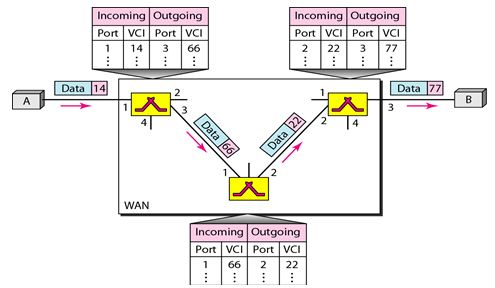 Incoming Outgoing
Port VCI Port VCI
1 14 3 66
⋮ ⋮ ⋮ ⋮
Incoming Outgoing
Port VCI Port VCI
2 22 3 77
⋮ ⋮ ⋮ ⋮
A
Data 14
1
2
3
4
Data 66
1
2
Data 22
1
2
3
4
Data 77
B
WAN
Incoming Outgoing
Port VCI Port VCI
1 66 2 22
⋮ ⋮ ⋮ ⋮